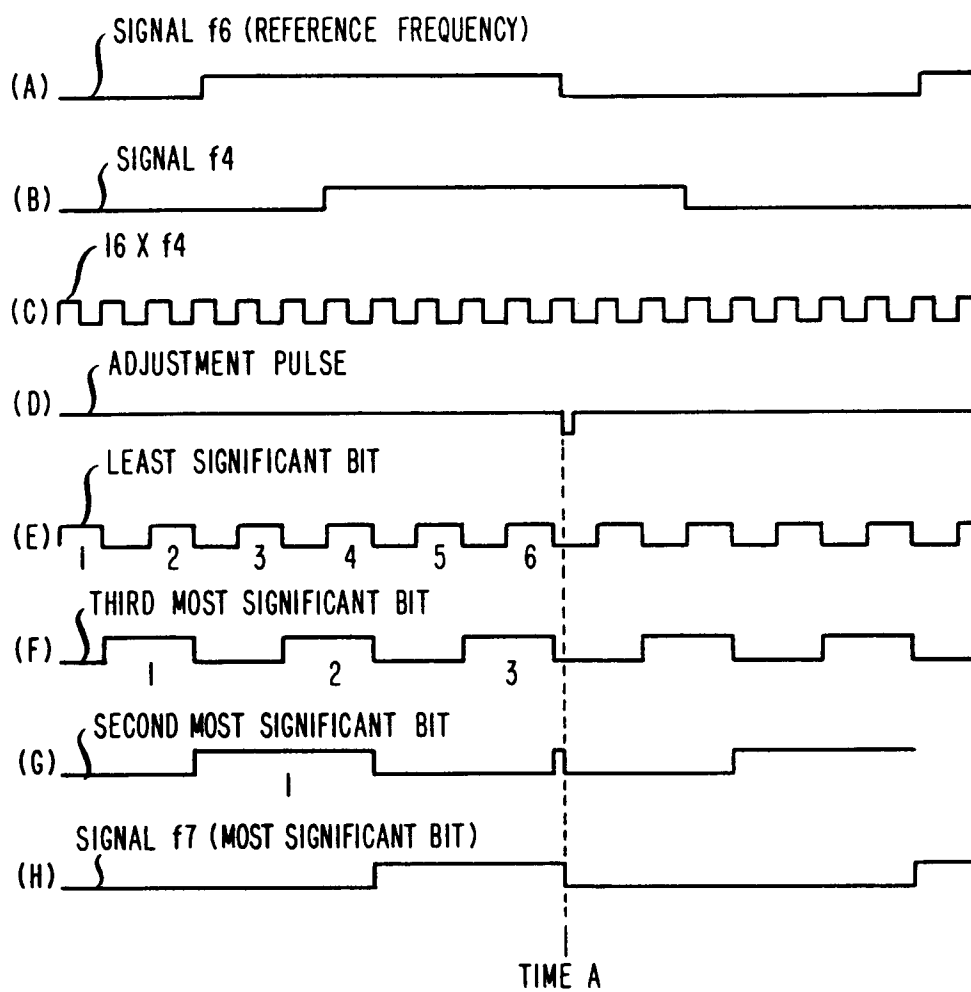 SIGNAL f6 (REFERENCE FREQUENCY)
(A)
SIGNAL f4
(B)
16 X f4
(C)
ADJUSTMENT PULSE
(D)
LEAST SIGNIFICANT BIT
(E)
1 2 3 4 5 6
THIRD MOST SIGNIFICANT BIT
(F)
1 2 3
SECOND MOST SIGNIFICANT BIT
(G)
1
SIGNAL f7 (MOST SIGNIFICANT BIT)
(H)
TIME A